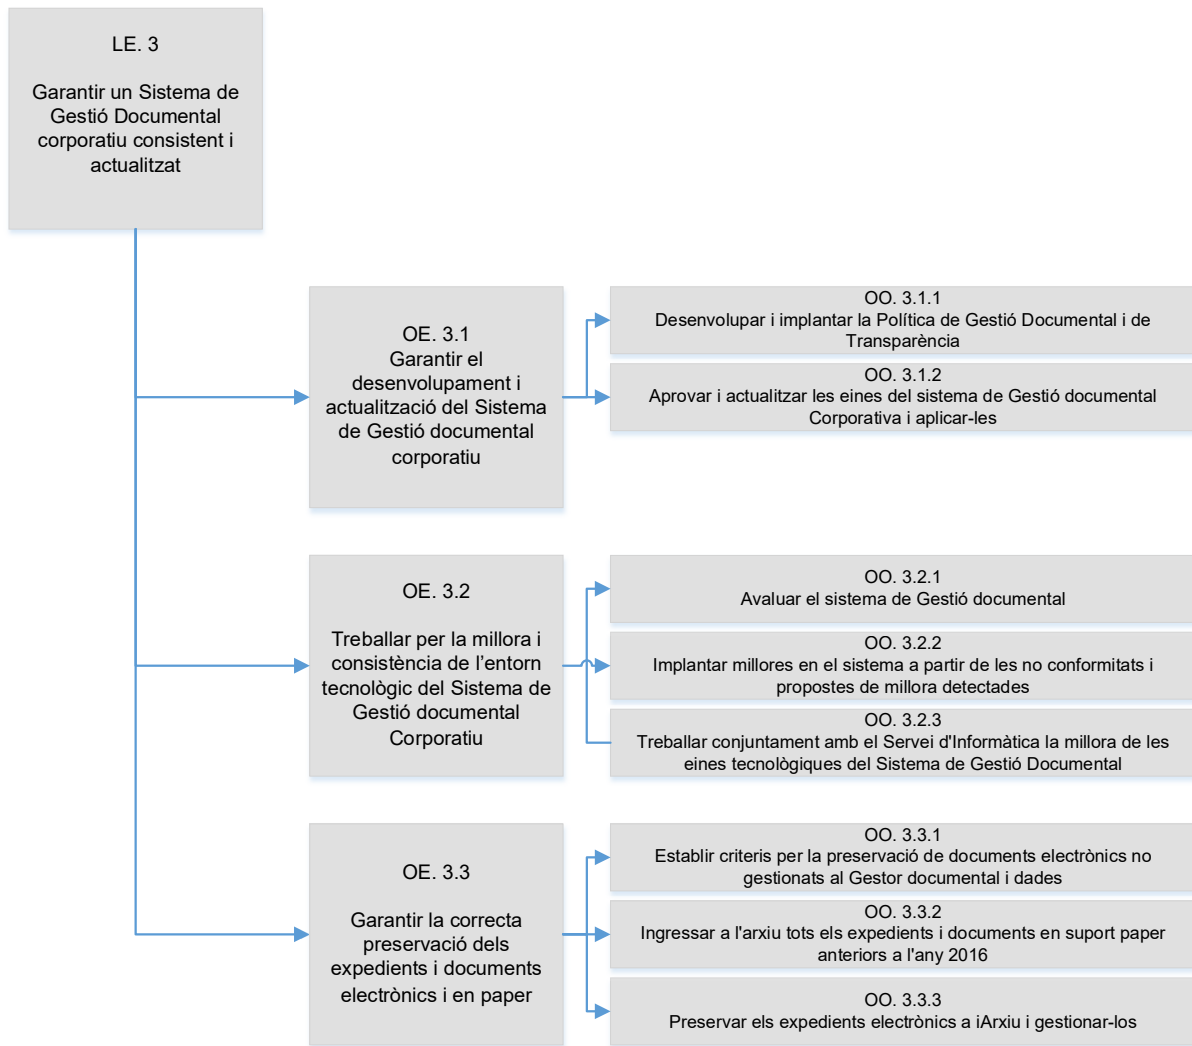 LE. 3
Garantir un Sistema de
Gestió Documental
corporatiu consistent i
actualitzat
OE. 3.1
Garantir el
desenvolupament i
actualització del Sistema
de Gestió documental
corporatiu
OO. 3.1.1
Desenvolupar i implantar la Política de Gestió Documental i de
Transparència
OO. 3.1.2
Aprovar i actualitzar les eines del sistema de Gestió documental
Corporativa i aplicar-les
OE. 3.2
Treballar per la millora i
consistència de l’entorn
tecnològic del Sistema de
Gestió documental
Corporatiu
OO. 3.2.1
Avaluar el sistema de Gestió documental
OO. 3.2.2
Implantar millores en el sistema a partir de les no conformitats i
propostes de millora detectades
OO. 3.2.3
Treballar conjuntament amb el Servei d'Informàtica la millora de les
eines tecnològiques del Sistema de Gestió Documental
OE. 3.3
Garantir la correcta
preservació dels
expedients i documents
electrònics i en paper
OO. 3.3.1
Establir criteris per la preservació de documents electrònics no
gestionats al Gestor documental i dades
OO. 3.3.2
Ingressar a l'arxiu tots els expedients i documents en suport paper
anteriors a l'any 2016
OO. 3.3.3
Preservar els expedients electrònics a iArxiu i gestionar-los